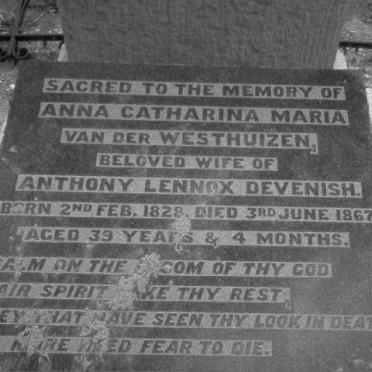 SACRED TO THE MEMORY OF
ANNA CATHARINA MARIA
VAN DER WESTHUIZEN,
BELOVED WIFE OF
ANTHONY LENNOX DEVENISH.
BORN 2ND FEB. 1828. DIED 3RD JUNE 1867
AGED 39 YEARS & 4 MONTHS.
ON THE OF THY GOD
SPIRIT THY REST,
THAT HAVE SEEN THY LOOK IN DEAT
FEAR TO DIE.